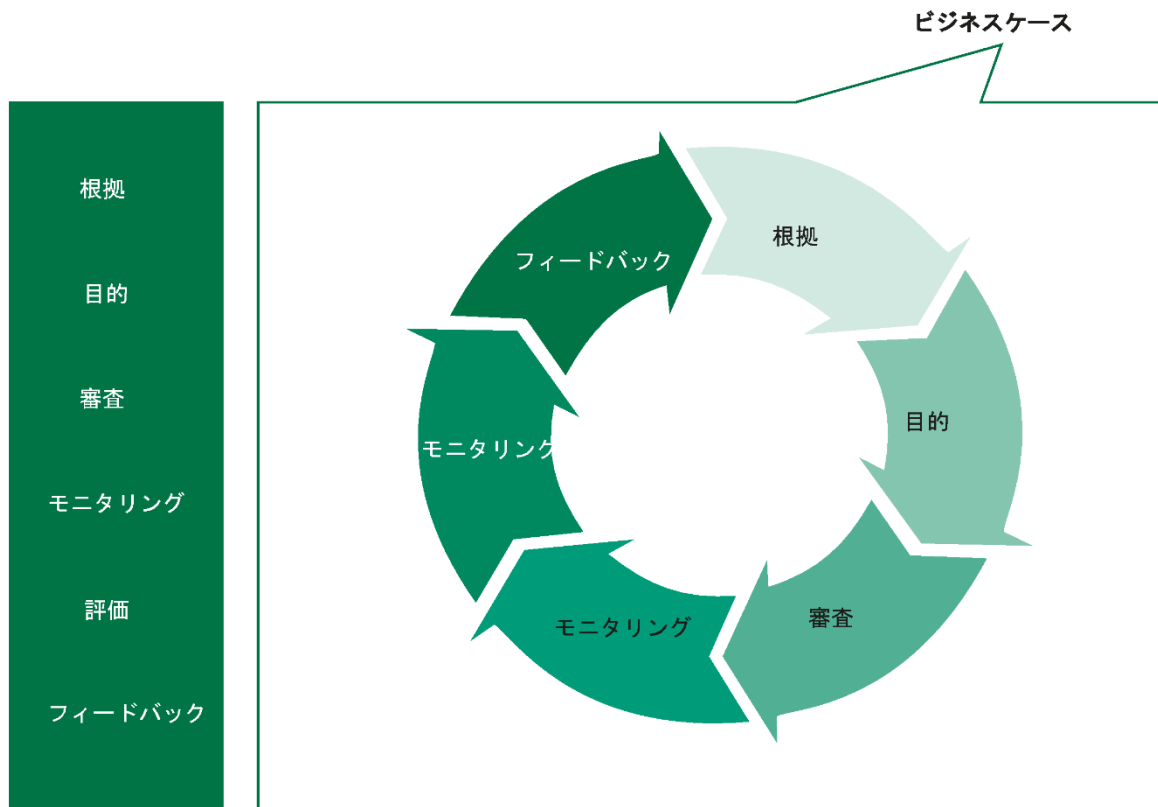 ビジネスケース
根拠
目的
審査
モニタリング
評価
フィードバック
根拠
目的
審査
モニタリング
モニタリング
フィードバック